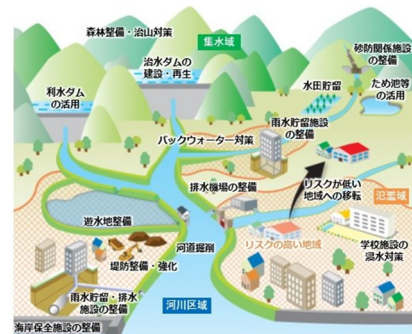 森林整備・治山対策
集水域
砂防関係施設
の整備
治水ダムの
建設・再生
水田貯留
ため池等
の活用
利水ダム
の活用
雨水貯留施設
の整備
バックウォーター対策
排水機場の整備
リスクが低い
地域への移転
氾濫域
遊水地整備
河道掘削
リスクの高い地域
学校施設の
浸水対策
堤防整備・強化
雨水貯留・排水
施設の整備
河川区域
海岸保全施設の整備